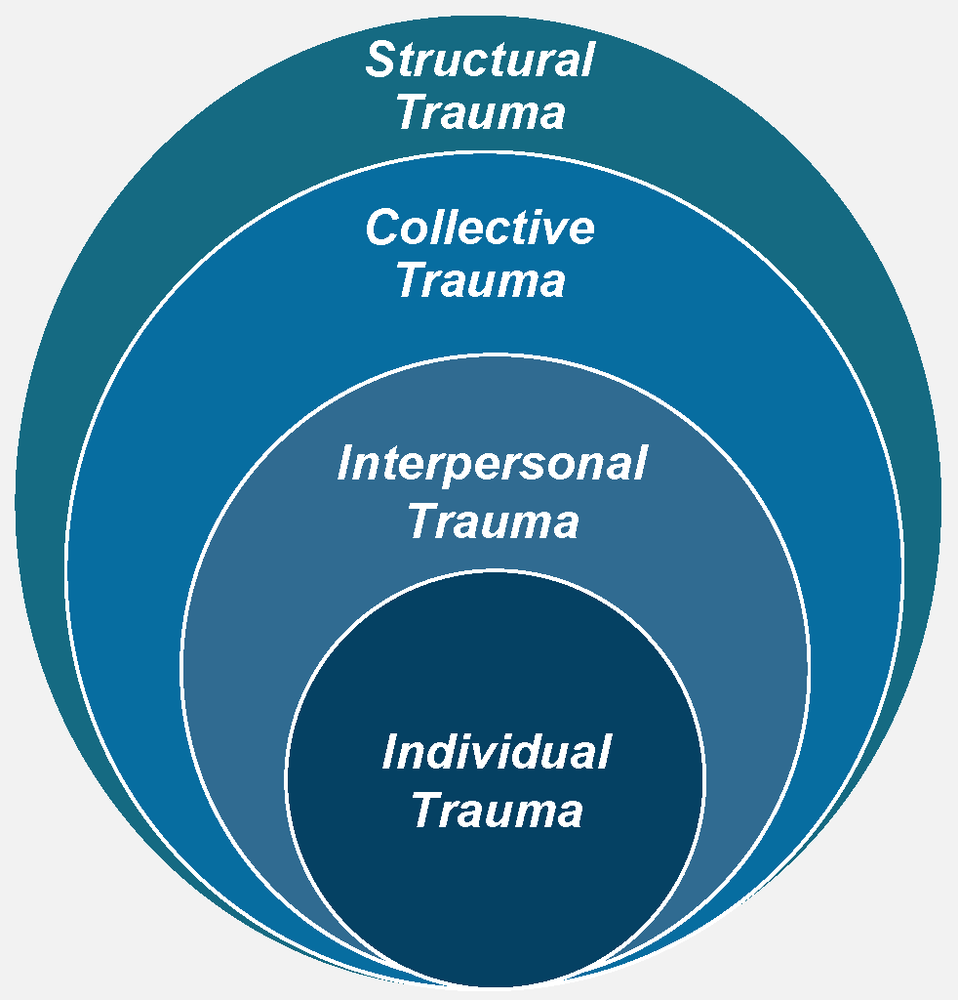 Structural
Trauma
Collective
Trauma
Interpersonal
Trauma
Individual
Trauma